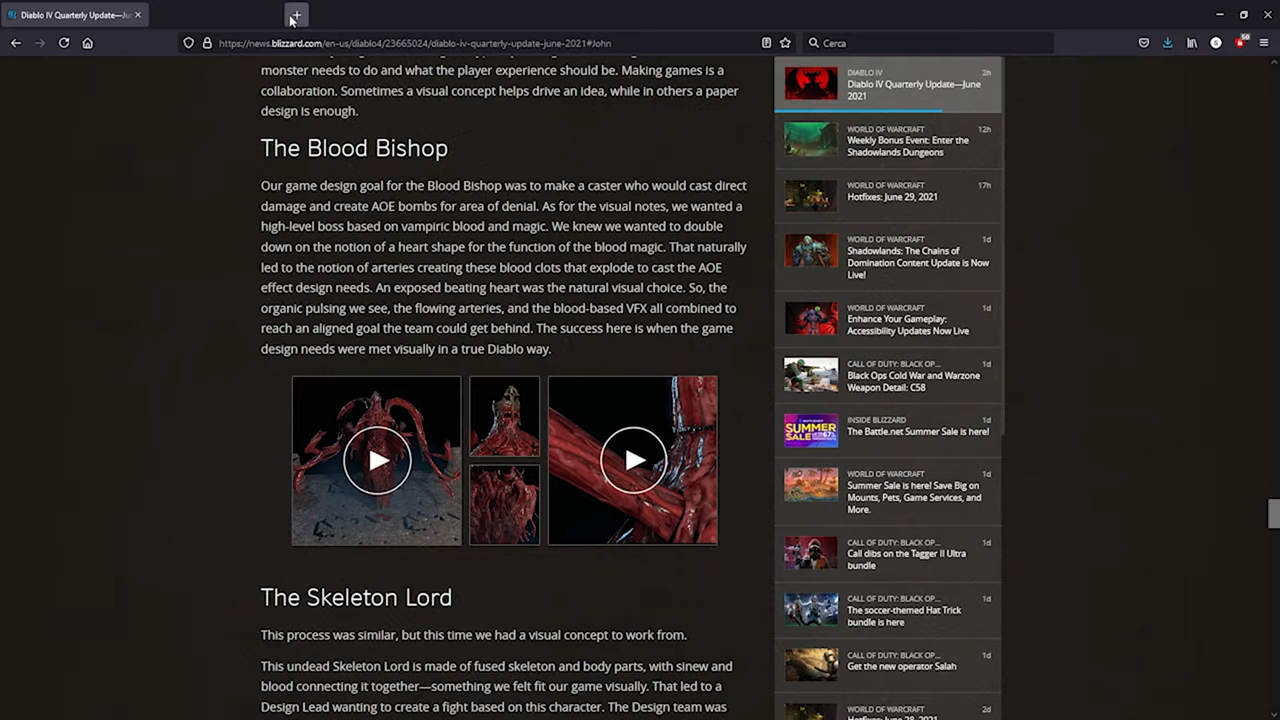 Diablo IV Quarterly Update—Ju
https://news.blizzard.com/en-us/diablo4/23665024/diablo-iv-quarterly-update-june-2021#John
Cerca
S
50
monster needs to do and what the player experience should be. Making games is a
collaboration. Sometimes a visual concept helps drive an idea, while in others a paper
design is enough.
The Blood Bishop
Our game design goal for the Blood Bishop was to make a caster who would cast direct
damage and create AOE bombs for area of denial. As for the visual notes, we wanted a
high-level boss based on vampiric blood and magic. We knew we wanted to double
down on the notion of a heart shape for the function of the blood magic. That naturally
led to the notion of arteries creating these blood clots that explode to cast the AOE
effect design needs. An exposed beating heart was the natural visual choice. So, the
organic pulsing we see, the flowing arteries, and the blood-based VFX all combined to
reach an aligned goal the team could get behind. The success here is when the game
design needs were met visually in a true Diablo way.
The Skeleton Lord
This process was similar, but this time we had a visual concept to work from.
This undead Skeleton Lord is made of fused skeleton and body parts, with sinew and
blood connecting it together—something we felt fit our game visually. That led to a
Design Lead wanting to create a fight based on this character. The Design team was
DIABLO IV 2h
Diablo IV Quarterly Update—June
2021
WORLD OF WARCRAFT 12h
Weekly Bonus Event: Enter the
Shadowlands Dungeons
WORLD OF WARCRAFT 17h
Hotfixes: June 29, 2021
WORLD OF WARCRAFT 1d
Shadowlands: The Chains of
Domination Content Update is Now
Live!
WORLD OF WARCRAFT 1d
Enhance Your Gameplay:
Accessibility Updates Now Live
CALL OF DUTY: BLACK OP... 1d
Black Ops Cold War and Warzone
Weapon Detail: C58
INSIDE BLIZZARD 1d
The Battle.net Summer Sale is here!
SUMMER
SALE
67%
WORLD OF WARCRAFT 1d
Summer Sale is here! Save Big on
Mounts, Pets, Game Services, and
More.
CALL OF DUTY: BLACK OP... 1d
Call dibs on the Tagger II Ultra
bundle
CALL OF DUTY: BLACK OP... 1d
The soccer-themed Hat Trick
bundle is here
CALL OF DUTY: BLACK OP... 1d
Get the new operator Salah
WORLD OF WARCRAFT 2d
Hotfixes: June 28, 2021